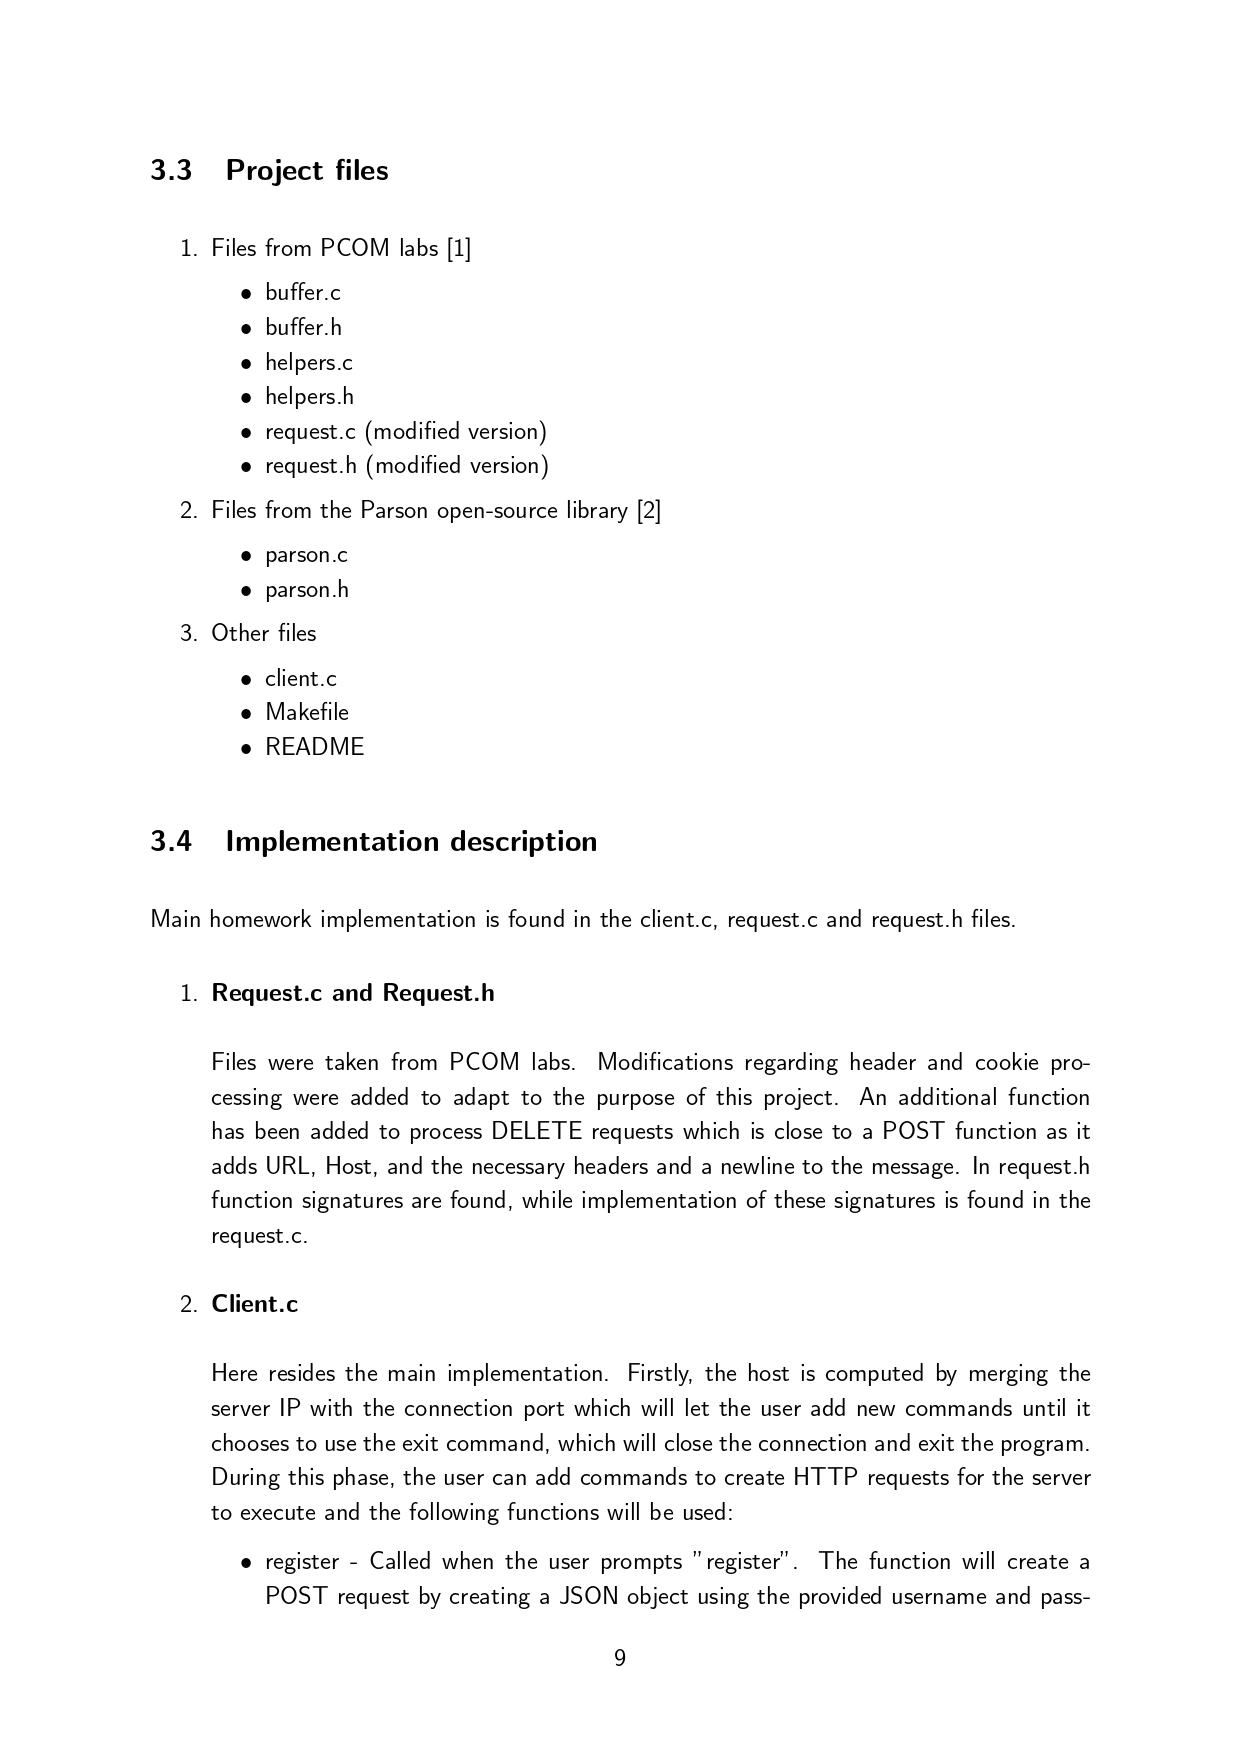 3.3 Project files
1. Files from PCOM labs [1]
• buffer.c
• buffer.h
• helpers.c
• helpers.h
• request.c (modified version)
• request.h (modified version)
2. Files from the Parson open-source library [2]
• parson.c
• parson.h
3. Other files
• client.c
• Makefile
• README
3.4 Implementation description
Main homework implementation is found in the client.c, request.c and request.h files.
1. Request.c and Request.h
Files were taken from PCOM labs. Modifications regarding header and cookie pro-
cessing were added to adapt to the purpose of this project. An additional function
has been added to process DELETE requests which is close to a POST function as it
adds URL, Host, and the necessary headers and a newline to the message. In request.h
function signatures are found, while implementation of these signatures is found in the
request.c.
2. Client.c
Here resides the main implementation. Firstly, the host is computed by merging the
server IP with the connection port which will let the user add new commands until it
chooses to use the exit command, which will close the connection and exit the program.
During this phase, the user can add commands to create HTTP requests for the server
to execute and the following functions will be used:
• register - Called when the user prompts ”register”. The function will create a
POST request by creating a JSON object using the provided username and pass-
9